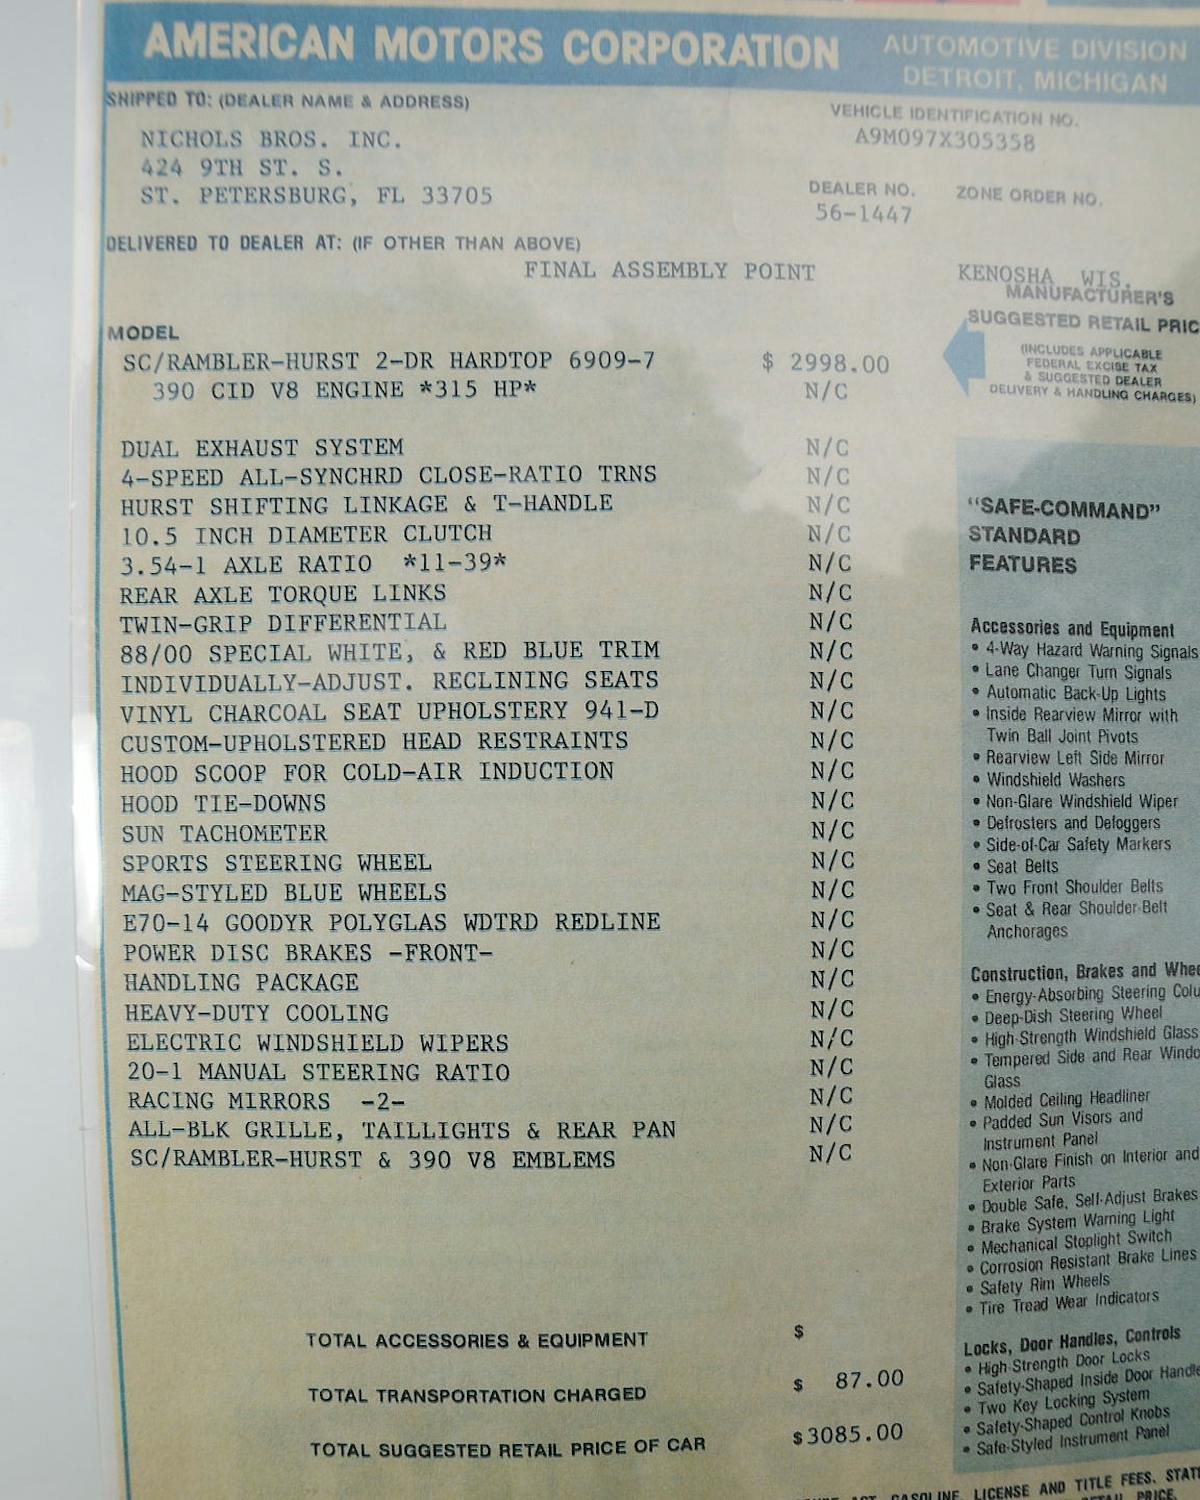 AMERICAN MOTORS CORPORATION
AUTOMOTIVE DIVISION
DETROIT, MICHIGAN
SHIPPED TO: (DEALER NAME & ADDRESS)
NICHOLS BROS. INC.
424 9TH ST. S.
ST. PETERSBURG, FL 33705
VEHICLE IDENTIFICATION NO.
A9M097X305358
DEALER NO.
56-1447
ZONE ORDER NO.
DELIVERED TO DEALER AT: (IF OTHER THAN ABOVE)
FINAL ASSEMBLY POINT KENOSHA WIS.
MODEL
SC/RAMBLER-HURST 2-DR HARDTOP 6909-7 $ 2998.00
390 CID V8 ENGINE *315 HP* N/C
MANUFACTURER'S
SUGGESTED RETAIL PRIC
(INCLUDES APPLICABLE
FEDERAL EXCISE TAX
& SUGGESTED DEALER
DELIVERY & HANDLING CHARGES)
DUAL EXHAUST SYSTEM N/C
4-SPEED ALL-SYNCHRD CLOSE-RATIO TRNS N/C
HURST SHIFTING LINKAGE & T-HANDLE N/C
10.5 INCH DIAMETER CLUTCH N/C
3.54-1 AXLE RATIO *11-39* N/C
REAR AXLE TORQUE LINKS N/C
TWIN-GRIP DIFFERENTIAL N/C
88/00 SPECIAL WHITE, & RED BLUE TRIM N/C
INDIVIDUALLY-ADJUST. RECLINING SEATS N/C
VINYL CHARCOAL SEAT UPHOLSTERY 941-D N/C
CUSTOM-UPHOLSTERED HEAD RESTRAINTS N/C
HOOD SCOOP FOR COLD-AIR INDUCTION N/C
HOOD TIE-DOWNS N/C
SUN TACHOMETER N/C
SPORTS STEERING WHEEL N/C
MAG-STYLED BLUE WHEELS N/C
E70-14 GOODYR POLYGLAS WDTRD REDLINE N/C
POWER DISC BRAKES -FRONT- N/C
HANDLING PACKAGE N/C
HEAVY-DUTY COOLING N/C
ELECTRIC WINDSHIELD WIPERS N/C
20-1 MANUAL STEERING RATIO N/C
RACING MIRRORS -2- N/C
ALL-BLK GRILLE, TAILLIGHTS & REAR PAN N/C
SC/RAMBLER-HURST & 390 V8 EMBLEMS N/C
TOTAL ACCESSORIES & EQUIPMENT $
TOTAL TRANSPORTATION CHARGED $ 87.00
TOTAL SUGGESTED RETAIL PRICE OF CAR $3085.00
"SAFE-COMMAND"
STANDARD
FEATURES
Accessories and Equipment
• 4-Way Hazard Warning Signals
• Lane Changer Turn Signals
• Automatic Back-Up Lights
• Inside Rearview Mirror with
Twin Ball Joint Pivots
• Rearview Left Side Mirror
• Windshield Washers
• Non-Glare Windshield Wiper
• Defrosters and Defoggers
• Side-of-Car Safety Markers
• Seat Belts
• Two Front Shoulder Belts
• Seat & Rear Shoulder-Belt
Anchorages
Construction, Brakes and Whee
• Energy-Absorbing Steering Colu
• Deep-Dish Steering Wheel
• High-Strength Windshield Glass
• Tempered Side and Rear Windo
Glass
• Molded Ceiling Headliner
• Padded Sun Visors and
Instrument Panel
• Non-Glare Finish on Interior and
Exterior Parts
• Double Safe, Self-Adjust Brakes
• Brake System Warning Light
• Mechanical Stoplight Switch
• Corrosion Resistant Brake Lines
• Safety Rim Wheels
• Tire Tread Wear Indicators
Locks, Door Handles, Controls
• High-Strength Door Locks
• Safety-Shaped Inside Door Handle
• Two Key Locking System
• Safety-Shaped Control Knobs
• Safe-Styled Instrument Panel
GASOLINE, LICENSE AND TITLE FEES, STAT
PRICE.